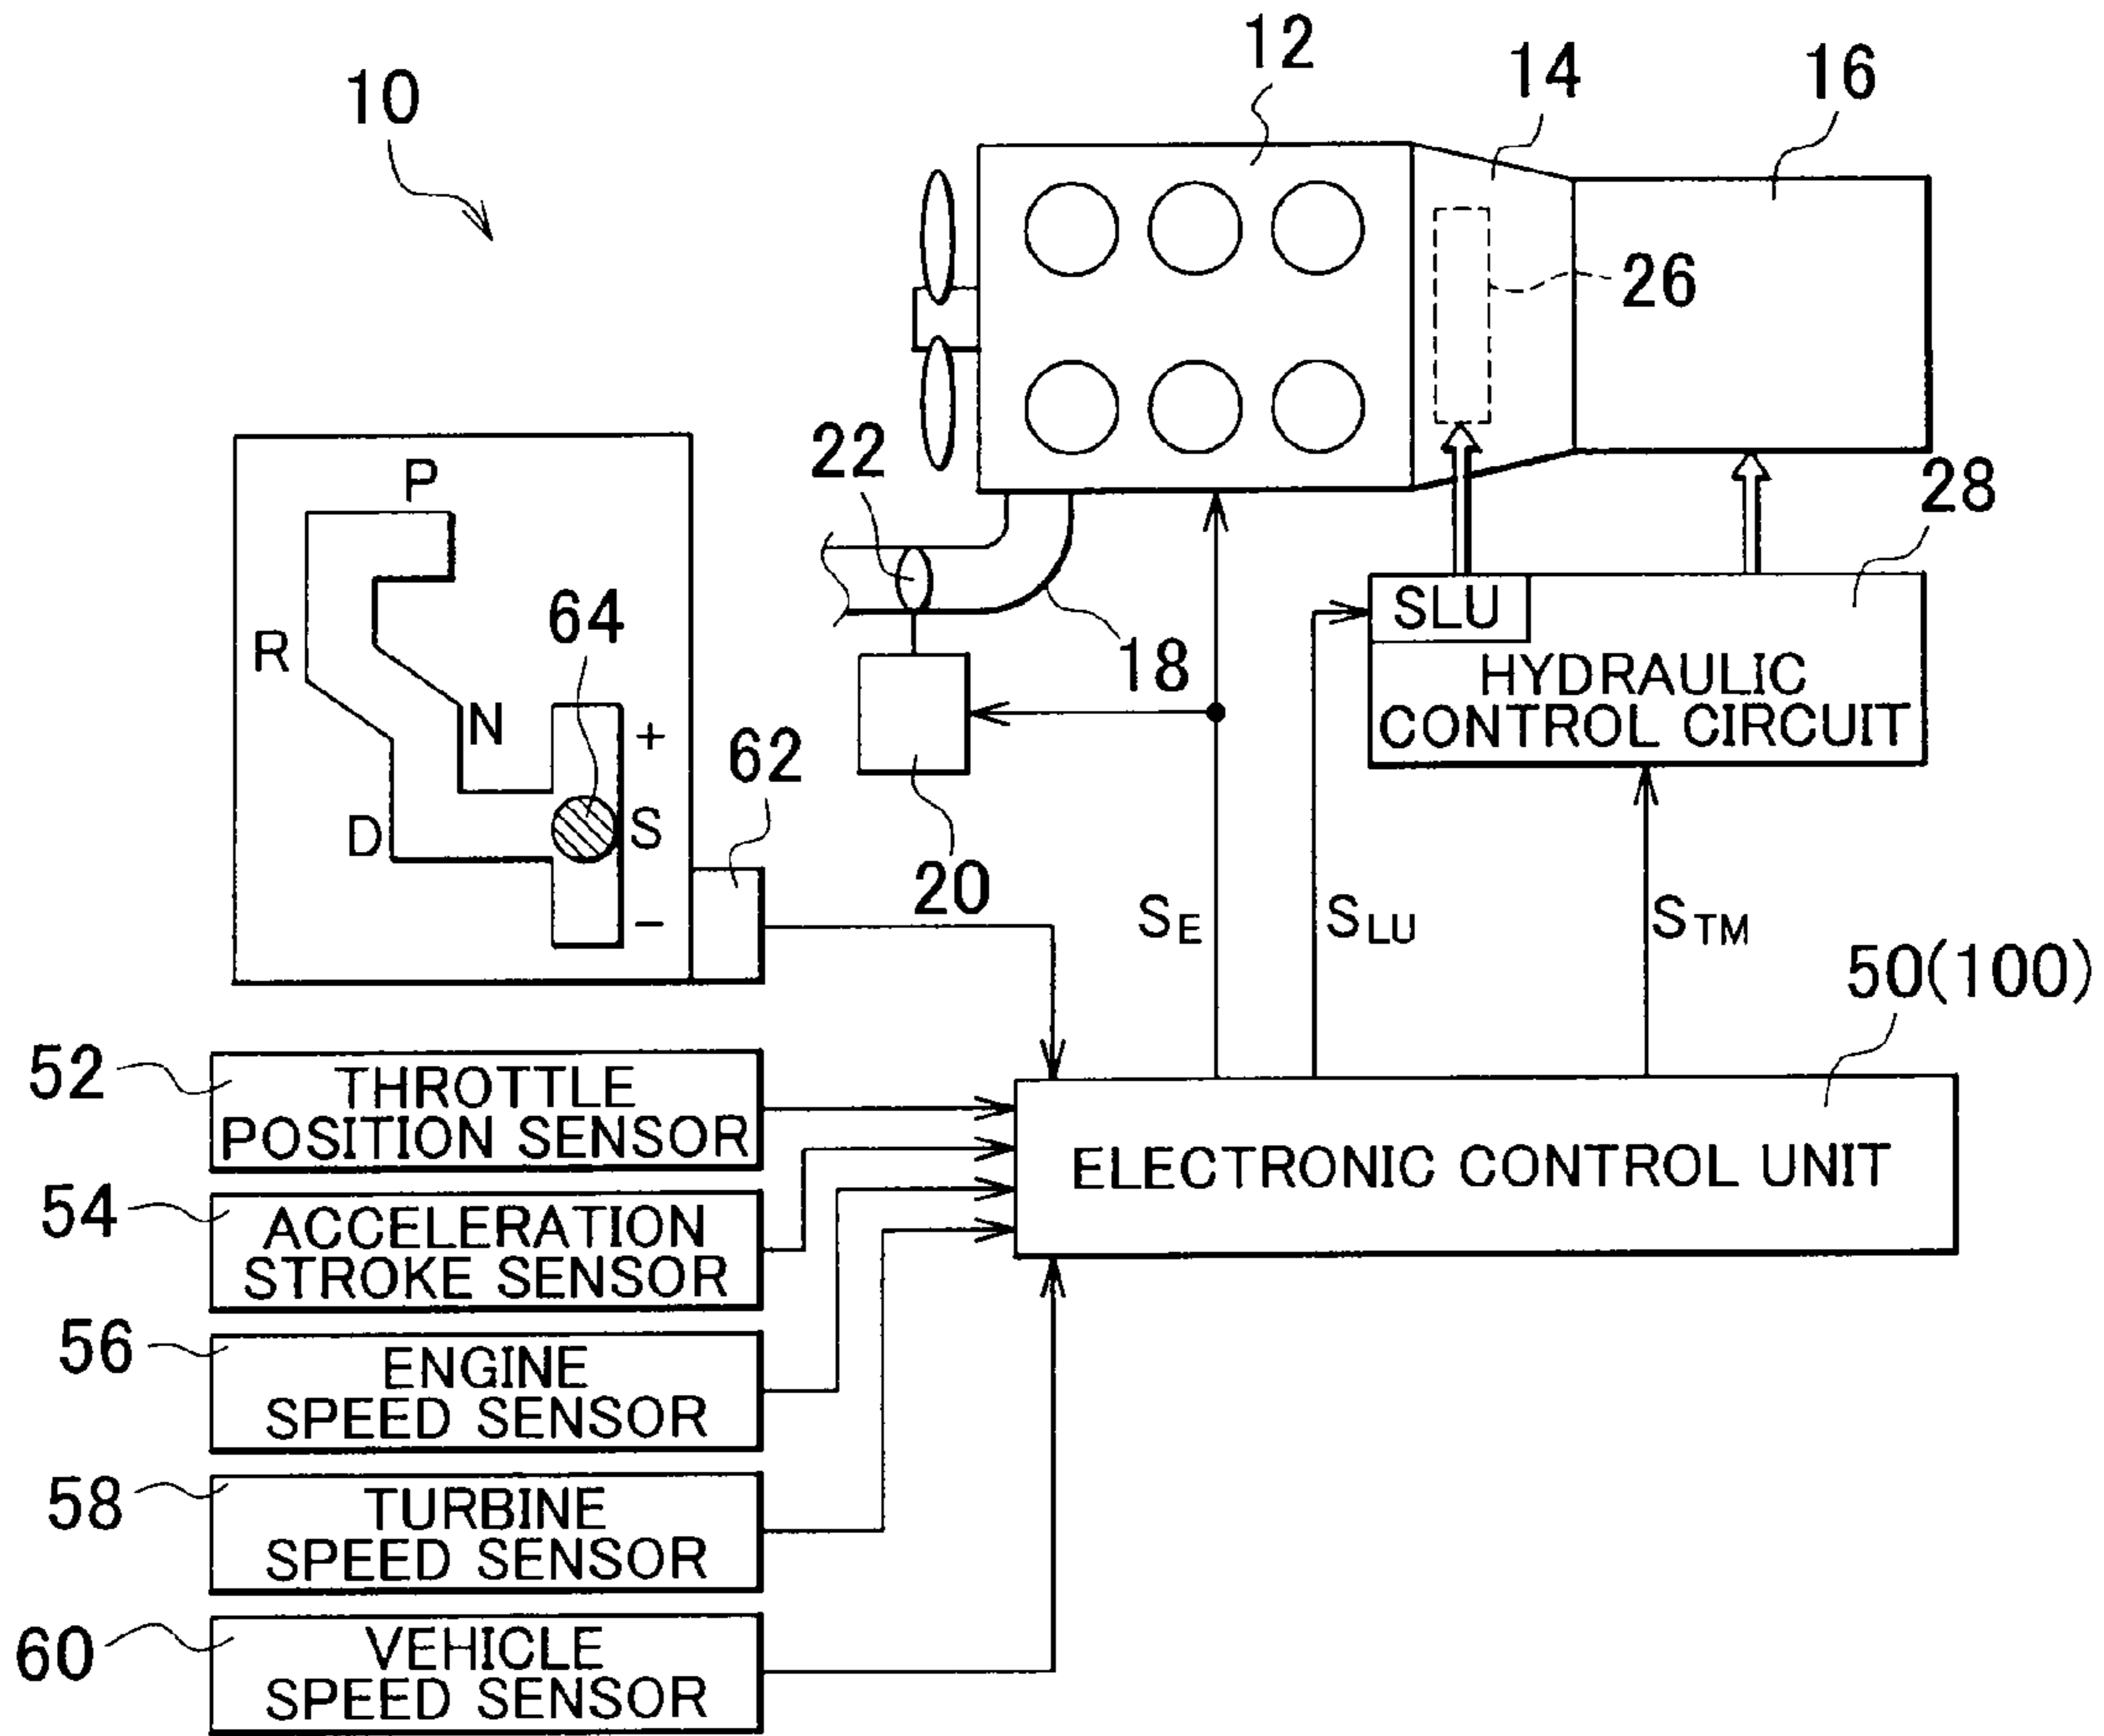 10
12
14
16
26
22
28
P
R
N
D
64
+
S
−
62
18
20
SLU
HYDRAULIC
CONTROL CIRCUIT
SE
SLU
STM
50(100)
ELECTRONIC CONTROL UNIT
52
THROTTLE
POSITION SENSOR
54
ACCELERATION
STROKE SENSOR
56
ENGINE
SPEED SENSOR
58
TURBINE
SPEED SENSOR
60
VEHICLE
SPEED SENSOR